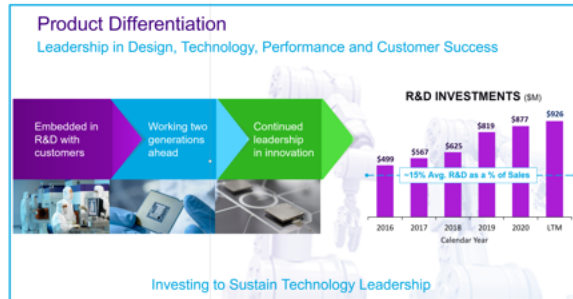 Product Differentiation
Leadership in Design, Technology, Performance and Customer Success
Embedded in
R&D with
customers
Working two
generations
ahead
Continued
leadership
in innovation
R&D INVESTMENTS ($M)
$499
$567
$625
$819
$877
$926
~15% Avg. R&D as a % of Sales
2016 2017 2018 2019 2020 LTM
Calendar Year
Investing to Sustain Technology Leadership